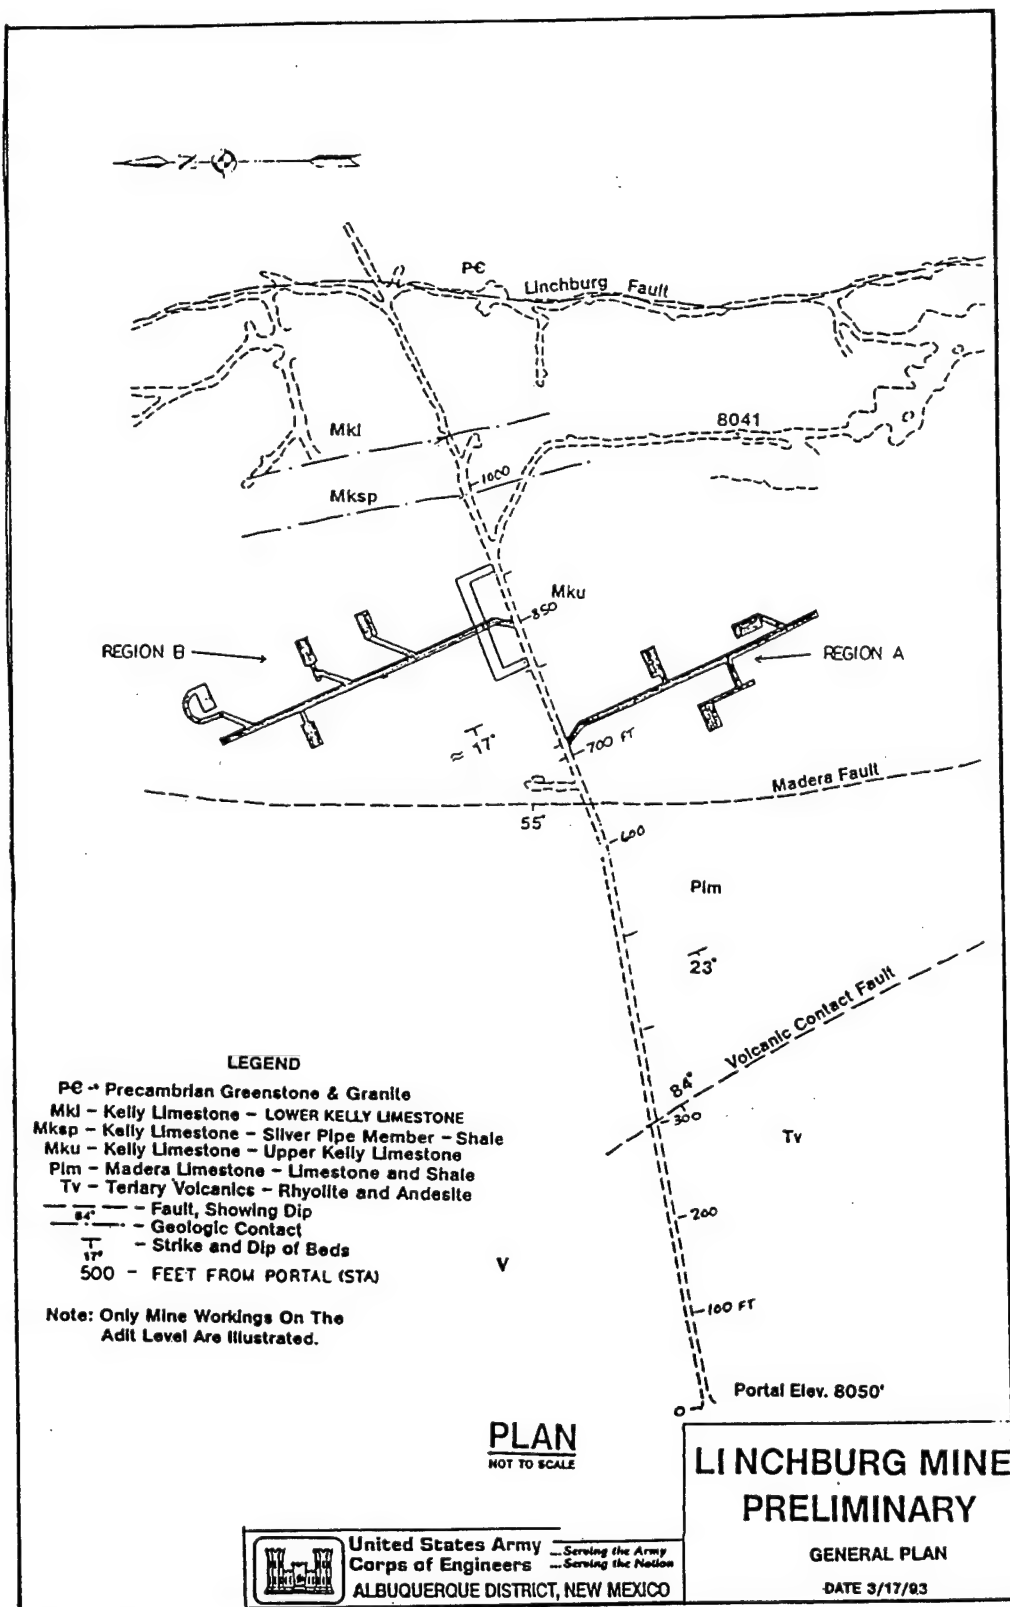 N
PЄ
Linchburg Fault
8041
Mkl
1000
Mksp
Mku
850
REGION B
REGION A
≈ 17°
700 FT
Madera Fault
55°
600
Plm
23°
Volcanic Contact Fault
84°
300
Tv
LEGEND
PЄ - Precambrian Greenstone & Granite
Mkl - Kelly Limestone - LOWER KELLY LIMESTONE
Mksp - Kelly Limestone - Silver Pipe Member - Shale
Mku - Kelly Limestone - Upper Kelly Limestone
Plm - Madera Limestone - Limestone and Shale
Tv - Tertiary Volcanics - Rhyolite and Andesite
84° - Fault, Showing Dip
- Geologic Contact
17° - Strike and Dip of Beds
500 - FEET FROM PORTAL (STA)
200
V
Note: Only Mine Workings On The
Adit Level Are Illustrated.
100 FT
Portal Elev. 8050'
PLAN
NOT TO SCALE
LINCHBURG MINE
PRELIMINARY
GENERAL PLAN
DATE 3/17/93
United States Army
Corps of Engineers
...Serving the Army
...Serving the Nation
ALBUQUERQUE DISTRICT, NEW MEXICO